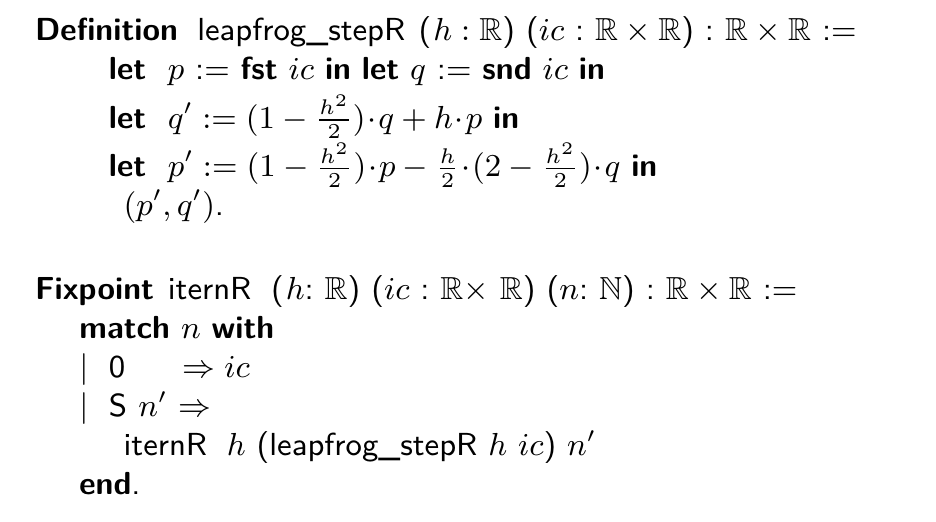 Definition leapfrog_stepR (h : ℝ) (ic : ℝ × ℝ) : ℝ × ℝ :=
let p := fst ic in let q := snd ic in
let q′ := (1 − h²/2)·q + h·p in
let p′ := (1 − h²/2)·p − h/2·(2 − h²/2)·q in
(p′, q′).
Fixpoint iternR (h: ℝ) (ic : ℝ× ℝ) (n: ℕ) : ℝ × ℝ :=
match n with
| 0 ⇒ ic
| S n′ ⇒
iternR h (leapfrog_stepR h ic) n′
end.